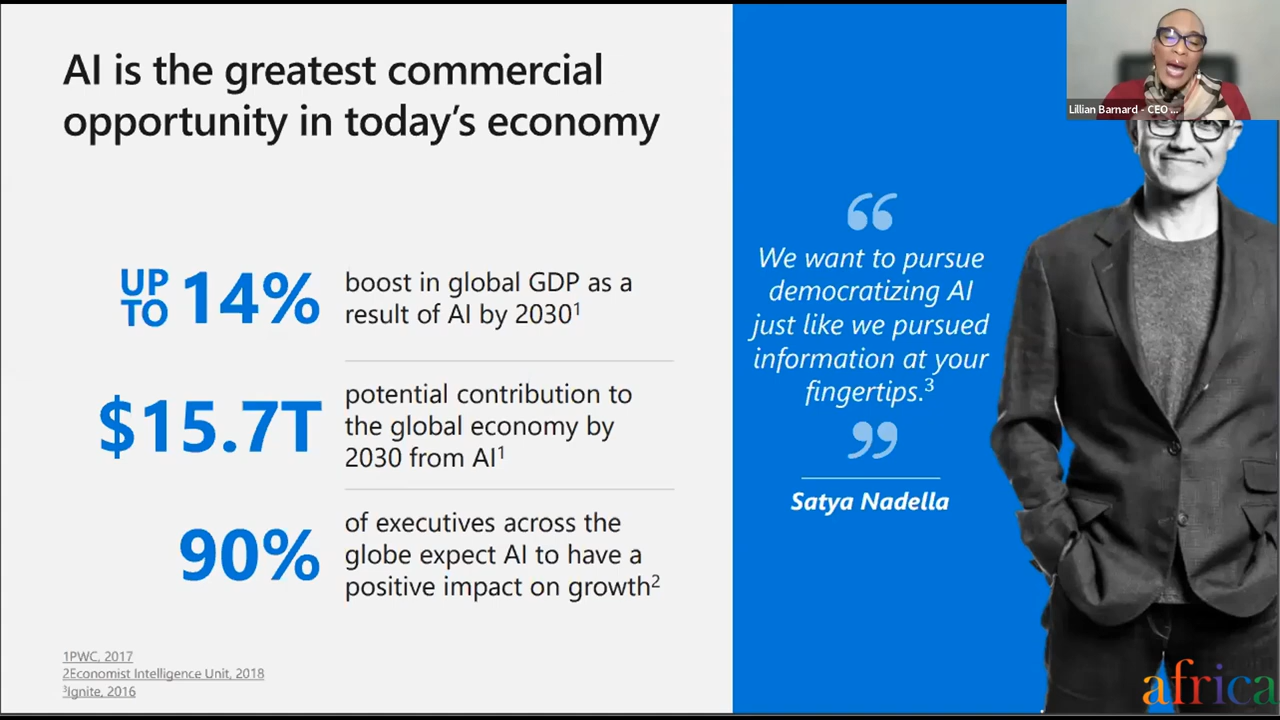 AI is the greatest commercial
opportunity in today's economy
UP
TO 14%
boost in global GDP as a
result of AI by 2030¹
$15.7T
potential contribution to
the global economy by
2030 from AI¹
90%
of executives across the
globe expect AI to have a
positive impact on growth²
1PWC, 2017
2Economist Intelligence Unit, 2018
³Ignite, 2016
“
We want to pursue
democratizing AI
just like we pursued
information at your
fingertips.³
”
Satya Nadella
Lillian Barnard - CEO ...
africa